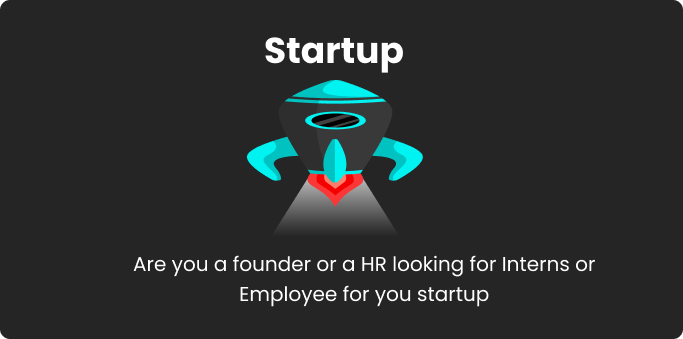 Startup
Are you a founder or a HR looking for Interns or
Employee for you startup